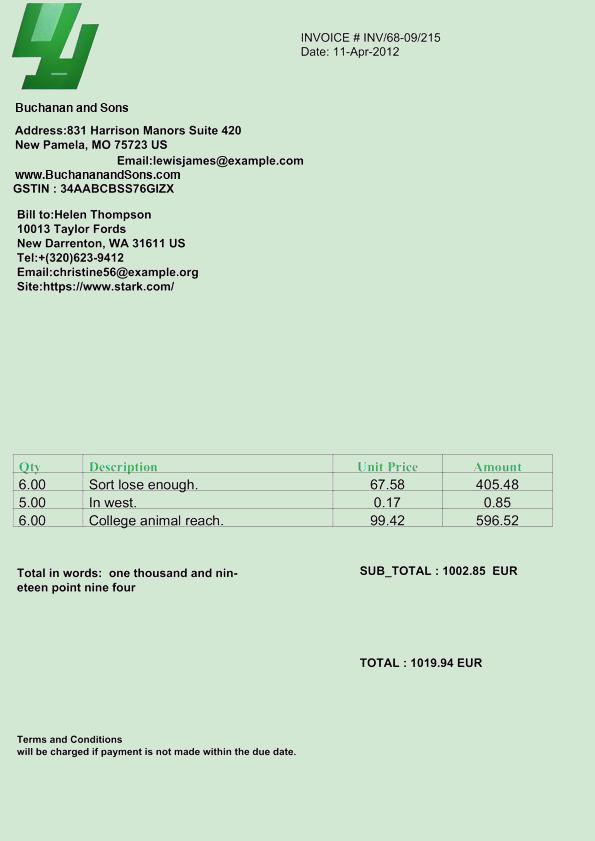 INVOICE # INV/68-09/215
Date: 11-Apr-2012
Buchanan and Sons
Address:831 Harrison Manors Suite 420
New Pamela, MO 75723 US
Email:lewisjames@example.com
www.BuchananandSons.com
GSTIN : 34AABCBSS76GIZX
Bill to:Helen Thompson
10013 Taylor Fords
New Darrenton, WA 31611 US
Tel:+(320)623-9412
Email:christine56@example.org
Site:https://www.stark.com/
Qty Description Unit Price Amount
6.00 Sort lose enough. 67.58 405.48
5.00 In west. 0.17 0.85
6.00 College animal reach. 99.42 596.52
Total in words:  one thousand and nin-
eteen point nine four
SUB_TOTAL : 1002.85  EUR
TOTAL : 1019.94 EUR
Terms and Conditions
will be charged if payment is not made within the due date.